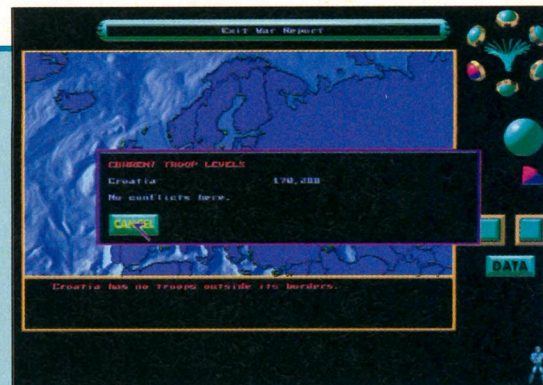 Exit War Report
CURRENT TROOP LEVELS
Croatia 170,288
No conflicts here.
CANCEL
DATA
Croatia has no troops outside its borders.